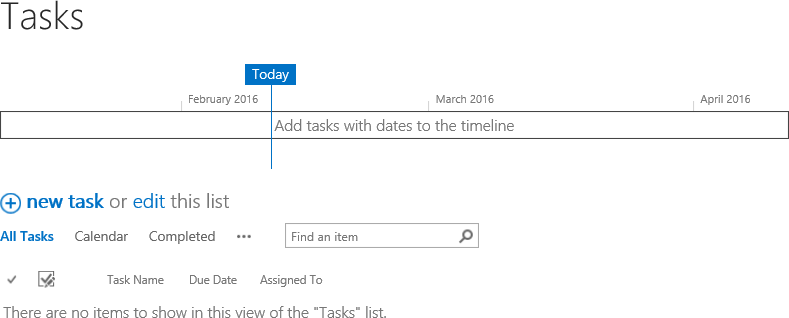 Tasks
Today
February 2016 March 2016 April 2016
Add tasks with dates to the timeline
new task or edit this list
All Tasks Calendar Completed ••• Find an item
Task Name Due Date Assigned To
There are no items to show in this view of the "Tasks" list.